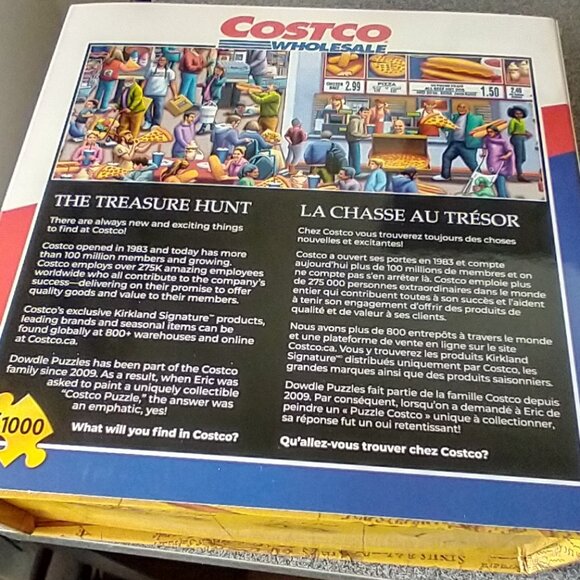 COSTCO
WHOLESALE
2.99
PIZZA
1.50
THE TREASURE HUNT
There are always new and exciting things
to find at Costco!
Costco opened in 1983 and today has more
than 100 million members and growing.
Costco employs over 275K amazing employees
worldwide who all contribute to the company's
success—delivering on their promise to offer
quality goods and value to their members.
Costco's exclusive Kirkland Signature™ products,
leading brands and seasonal items can be
found globally at 800+ warehouses and online
at Costco.ca.
Dowdle Puzzles has been part of the Costco
family since 2009. As a result, when Eric was
asked to paint a uniquely collectible
"Costco Puzzle," the answer was
an emphatic, yes!
What will you find in Costco?
1000
LA CHASSE AU TRÉSOR
Chez Costco vous trouverez toujours des choses
nouvelles et excitantes!
Costco a ouvert ses portes en 1983 et compte
aujourd'hui plus de 100 millions de membres et on
ne compte pas s'en arrêter là. Costco emploie plus
de 275 000 personnes extraordinaires dans le monde
entier qui contribuent toutes à son succès et l'aident
à tenir son engagement d'offrir des produits de
qualité et de valeur à ses clients.
Nous avons plus de 800 entrepôts à travers le monde
et une plateforme de vente en ligne sur le site
Costco.ca. Vous y trouverez les produits Kirkland
Signature™ distribués uniquement par Costco, les
grandes marques ainsi que des produits saisonniers.
Dowdle Puzzles fait partie de la famille Costco depuis
2009. Par conséquent, lorsqu'on a demandé à Eric de
peindre un « Puzzle Costco » unique à collectionner,
sa réponse fut un oui retentissant!
Qu'allez-vous trouver chez Costco?